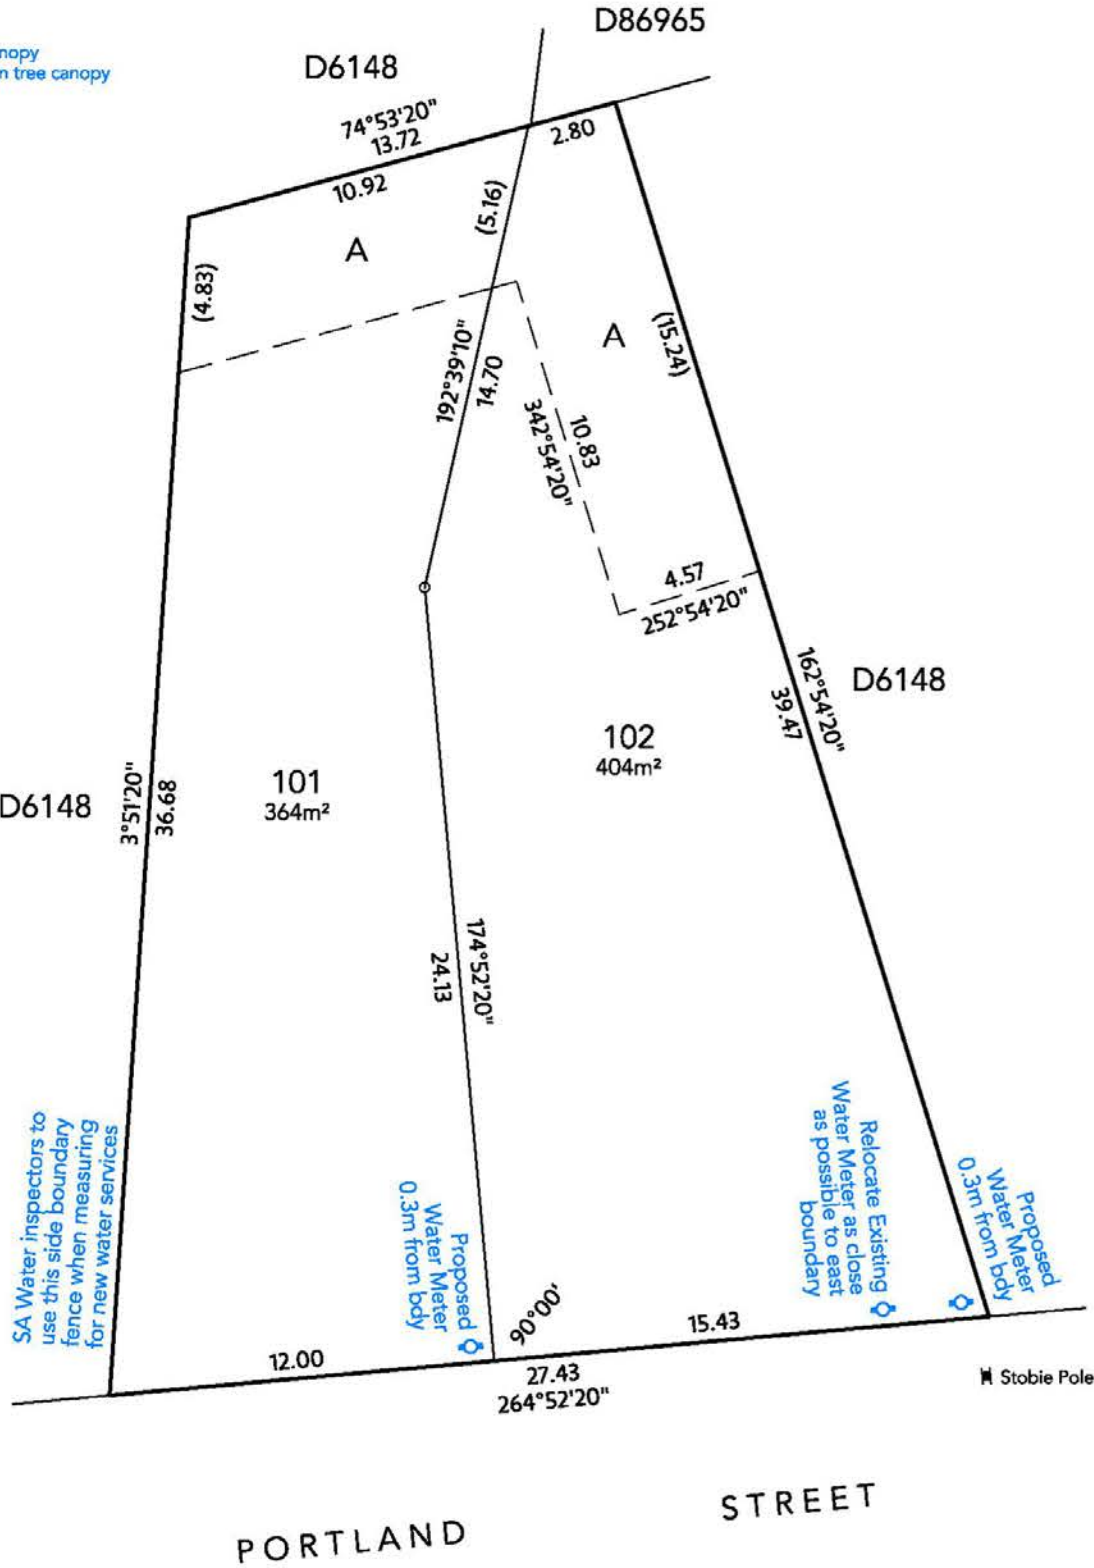 D86965
nopy
D6148
n tree canopy
74°53'20"
13.72
2.80
10.92
(5.16)
A
(4.83)
A
(15.24)
192°39'10"
14.70
10.83
342°54'20"
4.57
252°54'20"
162°54'20"
39.47
D6148
102
404m²
101
364m²
D6148
3°51'20"
36.68
174°52'20"
24.13
SA Water inspectors to
use this side boundary
fence when measuring
for new water services
Proposed
Water Meter
0.3m from bdy
Relocate Existing
Water Meter as close
as possible to east
boundary
Proposed
Water Meter
0.3m from bdy
90°00'
15.43
12.00
27.43
264°52'20"
Stobie Pole
PORTLAND STREET